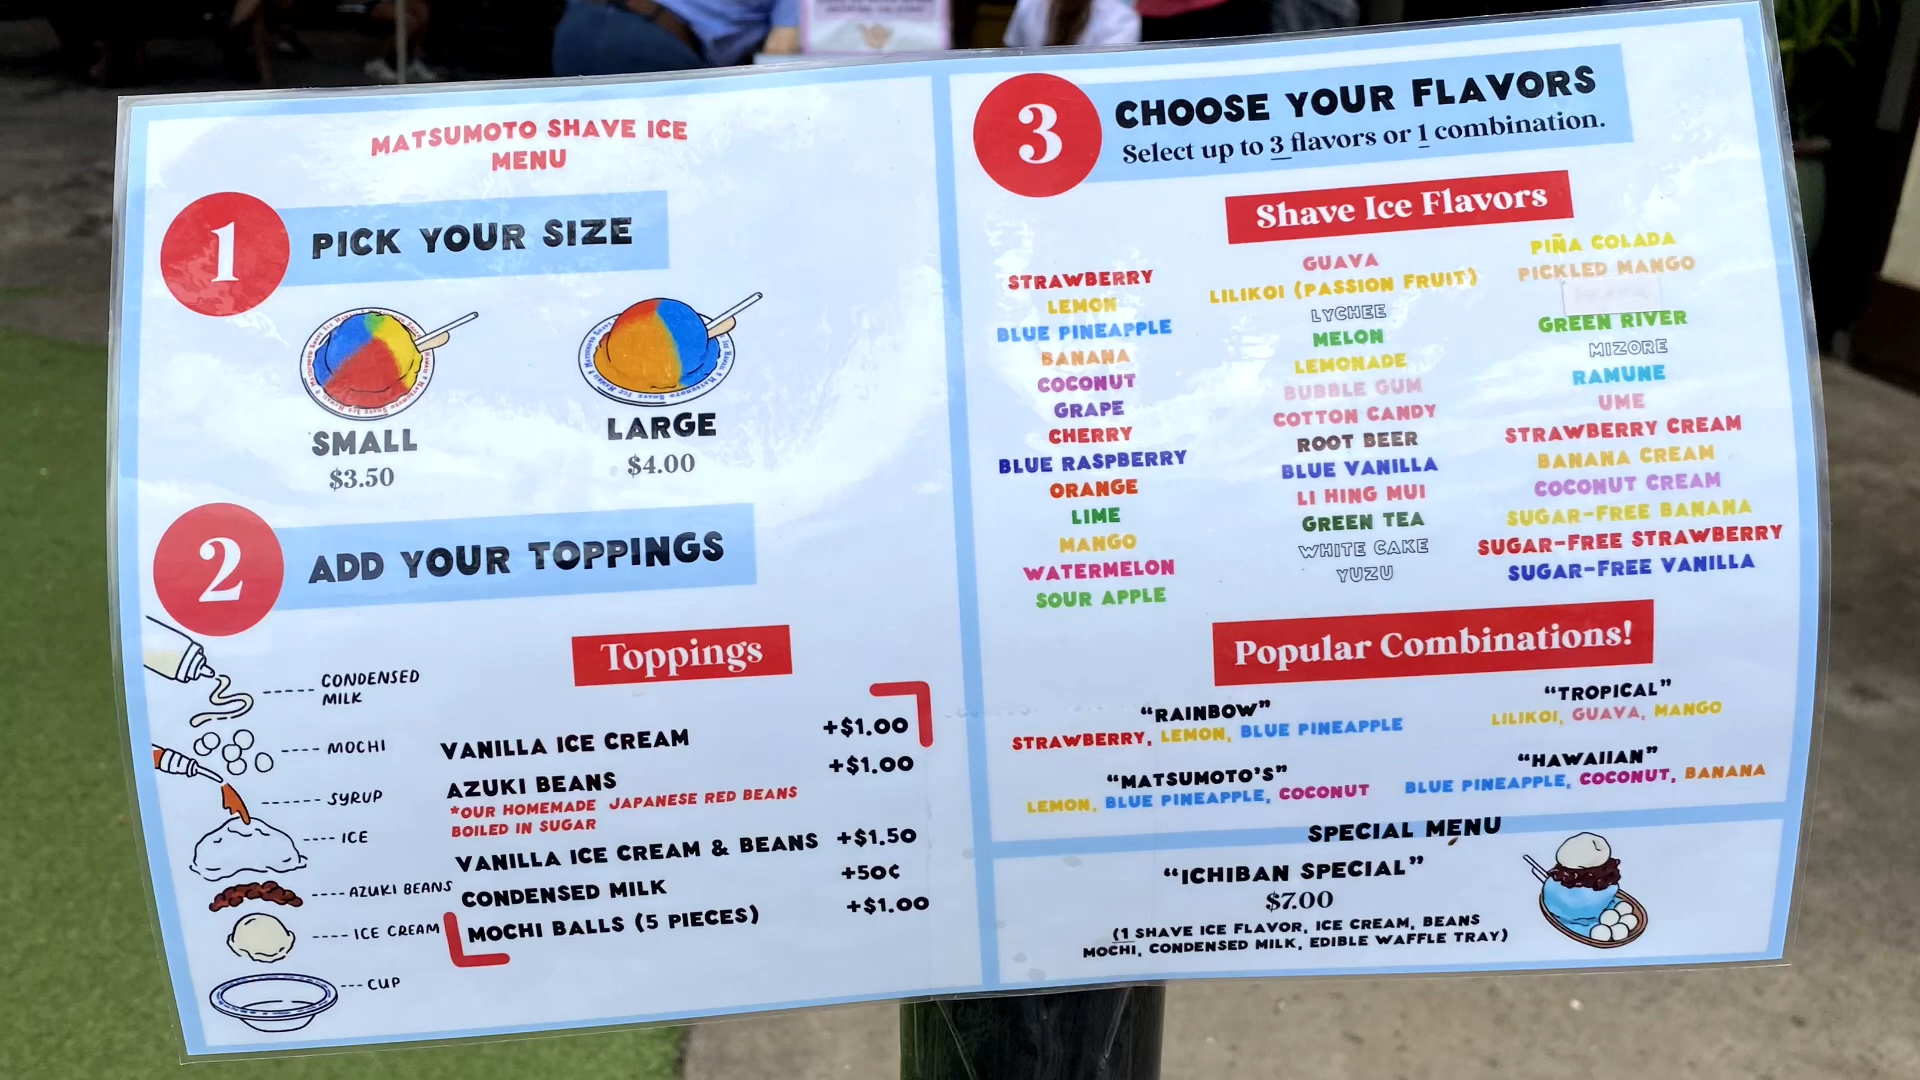 MATSUMOTO SHAVE ICE
MENU
1
PICK YOUR SIZE
SMALL
$3.50
LARGE
$4.00
2
ADD YOUR TOPPINGS
CONDENSED
MILK
MOCHI
SYRUP
ICE
AZUKI BEANS
ICE CREAM
CUP
Toppings
VANILLA ICE CREAM +$1.00
AZUKI BEANS +$1.00
*OUR HOMEMADE JAPANESE RED BEANS
BOILED IN SUGAR
VANILLA ICE CREAM & BEANS +$1.50
CONDENSED MILK +50¢
MOCHI BALLS (5 PIECES) +$1.00
3
CHOOSE YOUR FLAVORS
Select up to 3 flavors or 1 combination.
Shave Ice Flavors
STRAWBERRY
LEMON
BLUE PINEAPPLE
BANANA
COCONUT
GRAPE
CHERRY
BLUE RASPBERRY
ORANGE
LIME
MANGO
WATERMELON
SOUR APPLE
GUAVA
LILIKOI (PASSION FRUIT)
LYCHEE
MELON
LEMONADE
BUBBLE GUM
COTTON CANDY
ROOT BEER
BLUE VANILLA
LI HING MUI
GREEN TEA
WHITE CAKE
YUZU
PIÑA COLADA
PICKLED MANGO
GREEN RIVER
MIZORE
RAMUNE
UME
STRAWBERRY CREAM
BANANA CREAM
COCONUT CREAM
SUGAR-FREE BANANA
SUGAR-FREE STRAWBERRY
SUGAR-FREE VANILLA
Popular Combinations!
"RAINBOW"
STRAWBERRY, LEMON, BLUE PINEAPPLE
"TROPICAL"
LILIKOI, GUAVA, MANGO
"MATSUMOTO'S"
LEMON, BLUE PINEAPPLE, COCONUT
"HAWAIIAN"
BLUE PINEAPPLE, COCONUT, BANANA
SPECIAL MENU
"ICHIBAN SPECIAL"
$7.00
(1 SHAVE ICE FLAVOR, ICE CREAM, BEANS
MOCHI, CONDENSED MILK, EDIBLE WAFFLE TRAY)